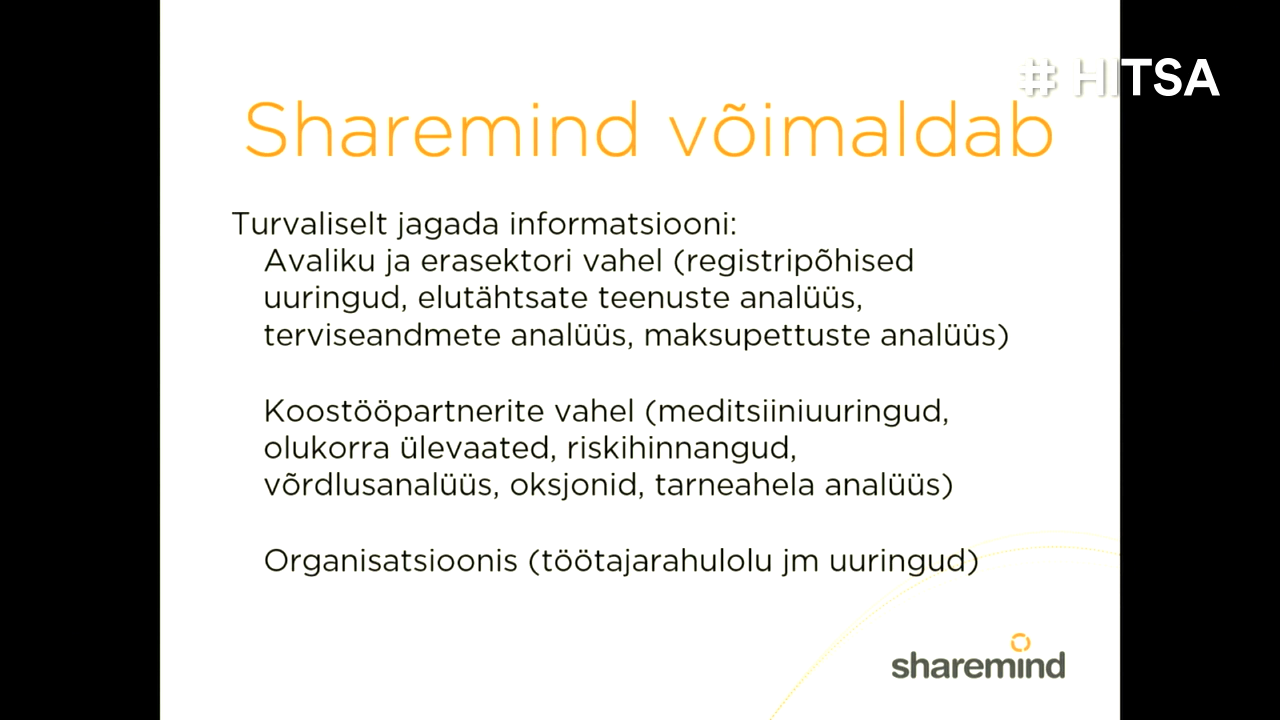 # HITSA
Sharemind võimaldab
Turvaliselt jagada informatsiooni:
Avaliku ja erasektori vahel (registripõhised
uuringud, elutähtsate teenuste analüüs,
terviseandmete analüüs, maksupettuste analüüs)
Koostööpartnerite vahel (meditsiiniuuringud,
olukorra ülevaated, riskihinnangud,
võrdlusanalüüs, oksjonid, tarneahela analüüs)
Organisatsioonis (töötajarahulolu jm uuringud)
sharemind